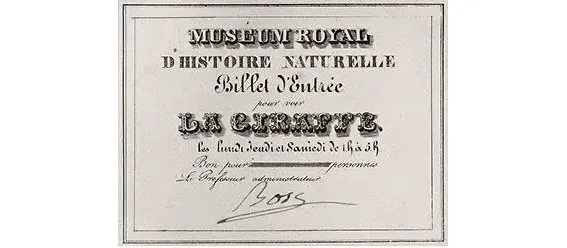 MUSÉUM ROYAL
D'HISTOIRE NATURELLE
Billet d'Entrée
pour voir
LA GIRAFFE.
Les Lundi Jeudi et Samedi de 1h à 3h
Bon pour personnes
Le Professeur administrateur